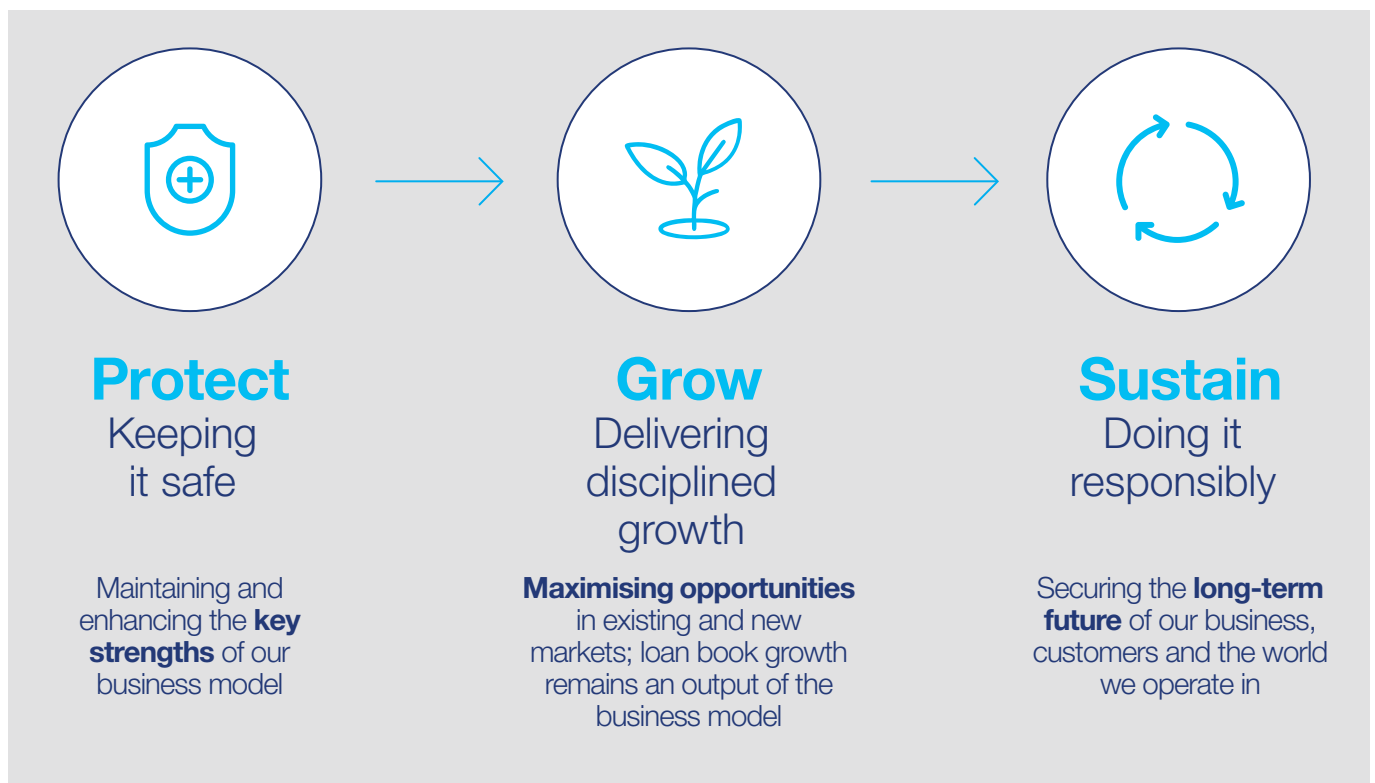 Protect
Keeping
it safe
Maintaining and
enhancing the key
strengths of our
business model
Grow
Delivering
disciplined
growth
Maximising opportunities
in existing and new
markets; loan book growth
remains an output of the
business model
Sustain
Doing it
responsibly
Securing the long-term
future of our business,
customers and the world
we operate in